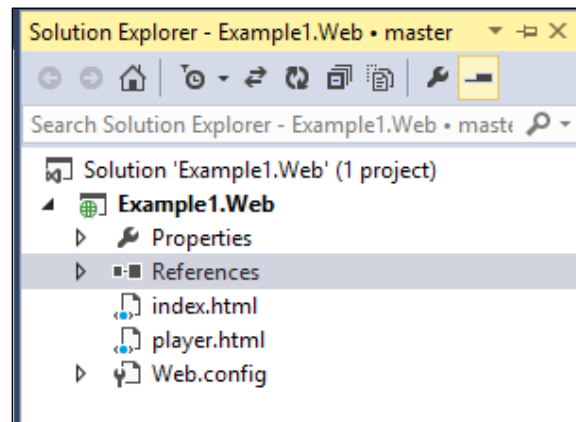 Solution Explorer - Example1.Web • master
Search Solution Explorer - Example1.Web • maste
Solution 'Example1.Web' (1 project)
Example1.Web
Properties
References
index.html
player.html
Web.config